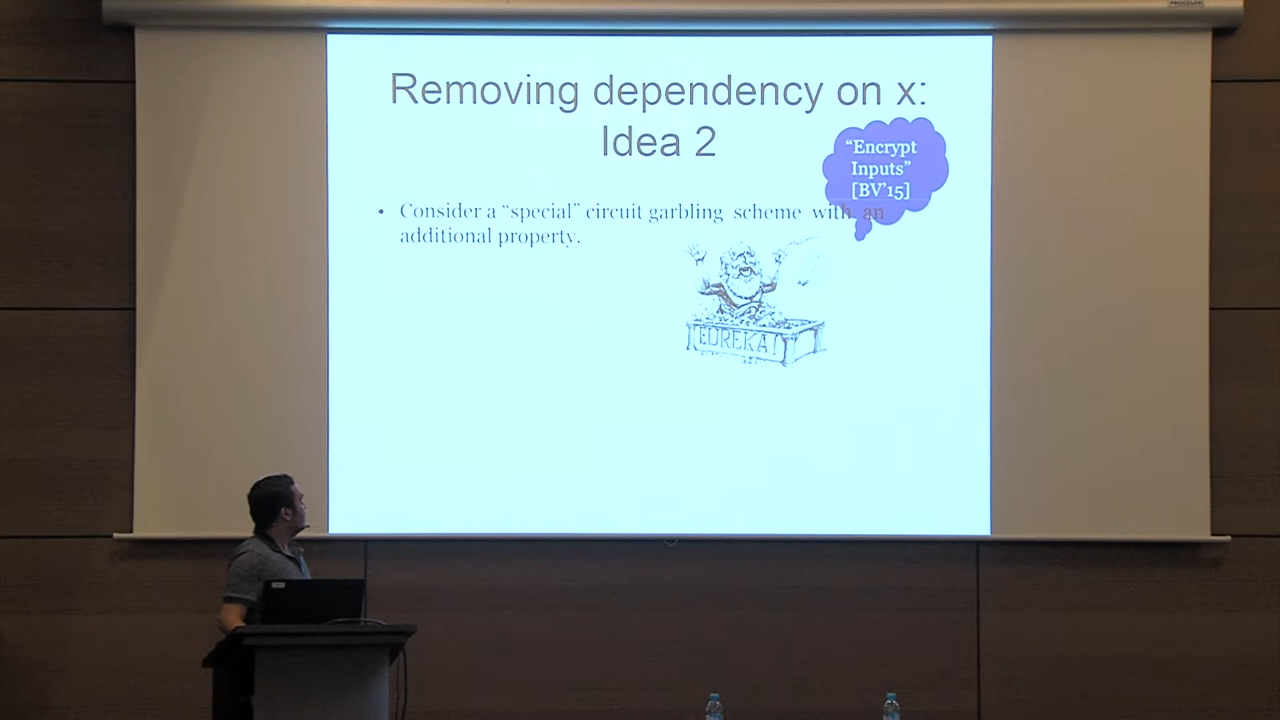 Removing dependency on x:
Idea 2
“Encrypt
Inputs”
[BV’15]
• Consider a “special” circuit garbling scheme with an
additional property.
EUREKA!